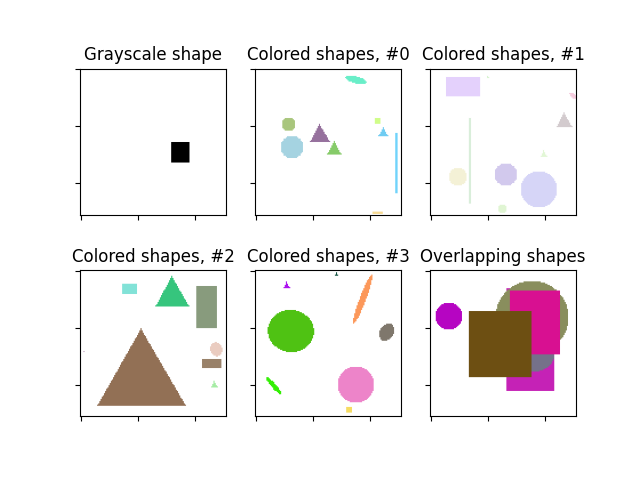 Grayscale shape
Colored shapes, #0
Colored shapes, #1
Colored shapes, #2
Colored shapes, #3
Overlapping shapes